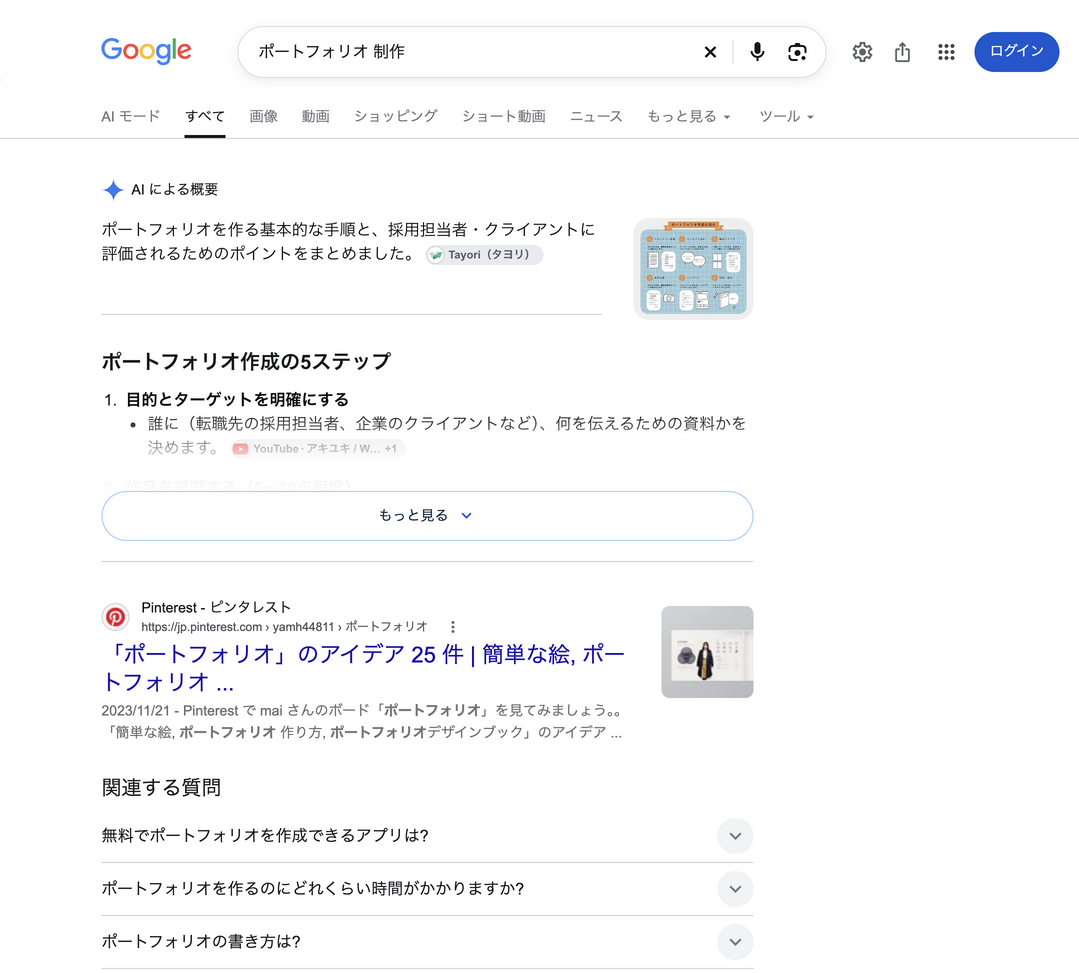 Google
ポートフォリオ 制作
ログイン
AI モード
すべて
画像
動画
ショッピング
ショート動画
ニュース
もっと見る
ツール
AI による概要
ポートフォリオを作る基本的な手順と、採用担当者・クライアントに
評価されるためのポイントをまとめました。 Tayori（タヨリ）
ポートフォリオ作成の5ステップ
1. 目的とターゲットを明確にする
• 誰に（転職先の採用担当者、企業のクライアントなど）、何を伝えるための資料かを
決めます。 YouTube · アキユキ / W... +1
2. 作品を厳選する（5〜10点程度）
もっと見る
Pinterest - ピンタレスト
https://jp.pinterest.com › yamh44811 › ポートフォリオ
「ポートフォリオ」のアイデア 25 件 | 簡単な絵, ポー
トフォリオ ...
2023/11/21 - Pinterest で mai さんのボード「ポートフォリオ」を見てみましょう。。
「簡単な絵, ポートフォリオ 作り方, ポートフォリオデザインブック」のアイデア ...
関連する質問
無料でポートフォリオを作成できるアプリは?
ポートフォリオを作るのにどれくらい時間がかかりますか?
ポートフォリオの書き方は?